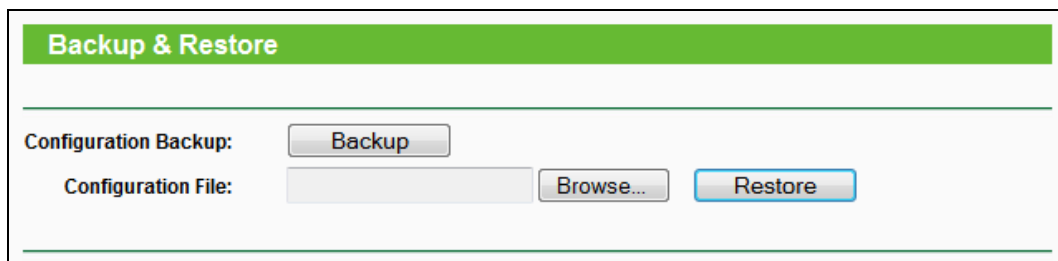 Backup & Restore
Configuration Backup: Backup
Configuration File: Browse... Restore